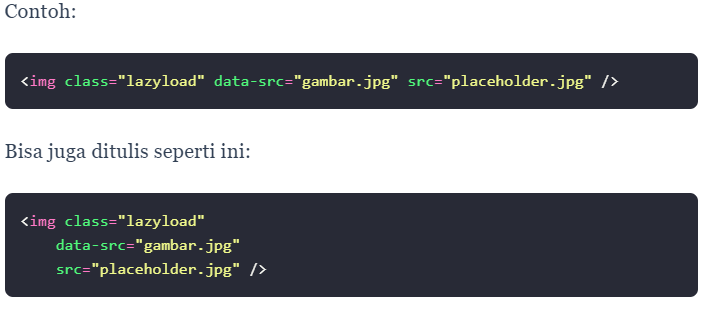 Contoh:
<img class="lazyload" data-src="gambar.jpg" src="placeholder.jpg" />
Bisa juga ditulis seperti ini:
<img class="lazyload"
    data-src="gambar.jpg"
    src="placeholder.jpg" />